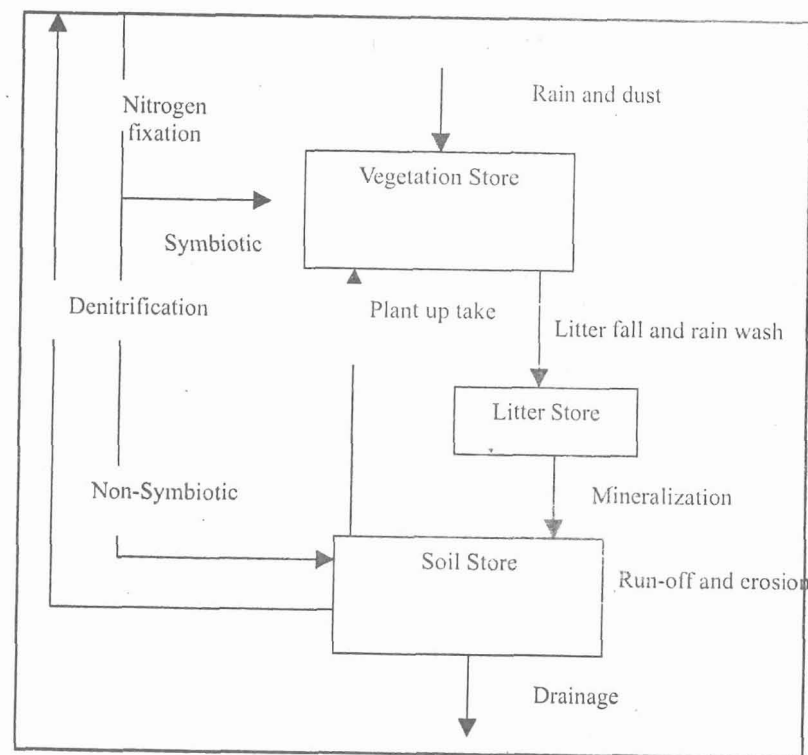 Nitrogen
fixation
Rain and dust
Vegetation Store
Symbiotic
Denitrification
Plant up take
Litter fall and rain wash
Litter Store
Non-Symbiotic
Mineralization
Soil Store
Run-off and erosion
Drainage